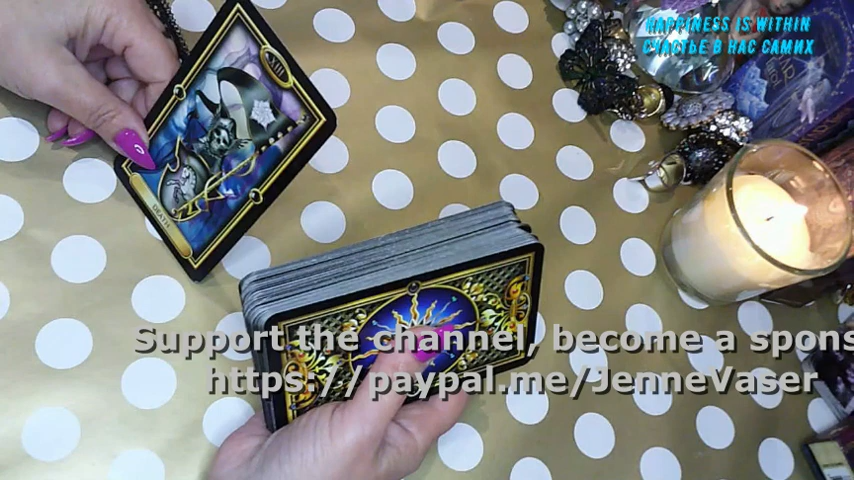 HAPPINESS IS WITHIN
СЧАСТЬЕ В НАС САМИХ
XIII
DEATH
Support the channel, become a spons
https://paypal.me/JenneVaser